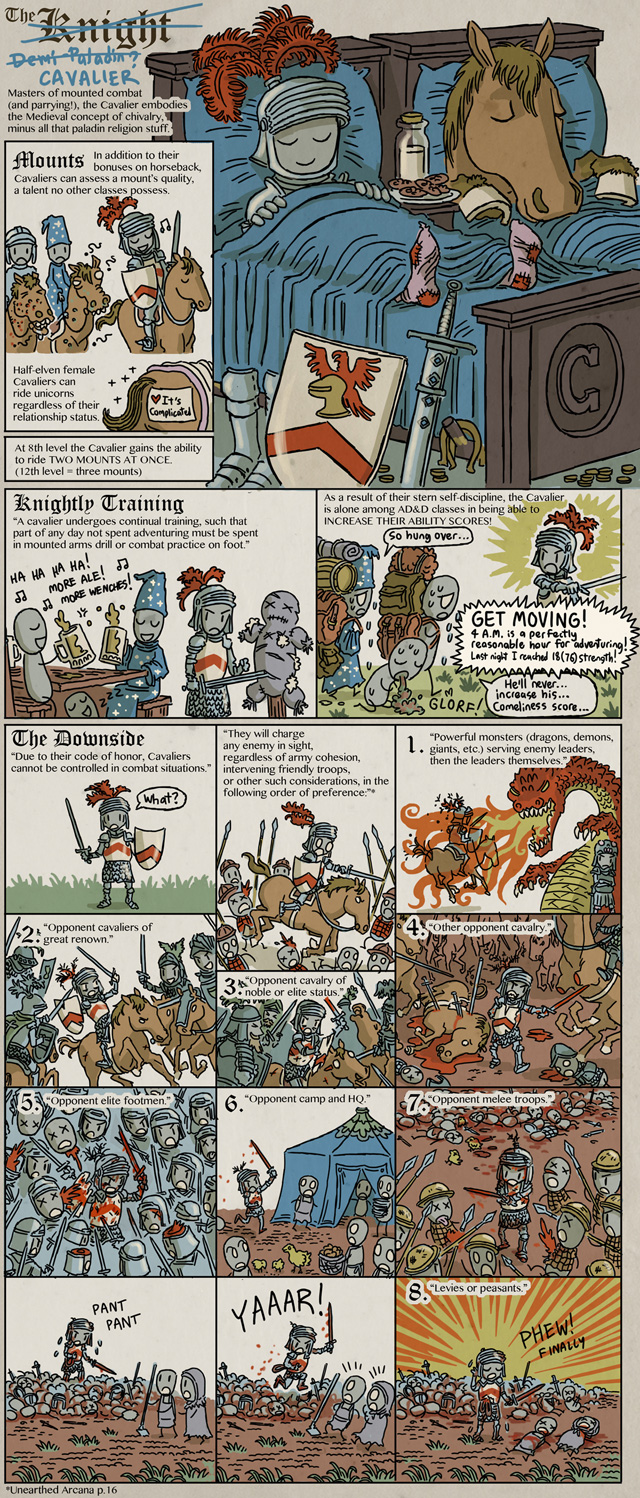 The Knight
Demi Paladin?
CAVALIER
Masters of mounted combat
(and parrying!), the Cavalier embodies
the Medieval concept of chivalry,
minus all that paladin religion stuff.
Mounts In addition to their
bonuses on horseback,
Cavaliers can assess a mount's quality,
a talent no other classes possess.
Half-elven female
Cavaliers can
ride unicorns
regardless of their
relationship status.
It's
Complicated
At 8th level the Cavalier gains the ability
to ride TWO MOUNTS AT ONCE.
(12th level = three mounts)
C
Knightly Training
"A cavalier undergoes continual training, such that
part of any day not spent adventuring must be spent
in mounted arms drill or combat practice on foot."
HA HA HA HA!
MORE ALE!
MORE WENCHES!
zzz
As a result of their stern self-discipline, the Cavalier
is alone among AD&D classes in being able to
INCREASE THEIR ABILITY SCORES!
So hung over...
GET MOVING!
4 A.M. is a perfectly
reasonable hour for adventuring!
Last night I reached 18(76) strength!
GLORF!
He'll never...
increase his...
Comeliness score...
The Downside
"Due to their code of honor, Cavaliers
cannot be controlled in combat situations."
What?
"They will charge
any enemy in sight,
regardless of army cohesion,
intervening friendly troops,
or other such considerations, in the
following order of preference:"*
1. "Powerful monsters (dragons, demons,
giants, etc.) serving enemy leaders,
then the leaders themselves."
2. "Opponent cavaliers of
great renown."
3. "Opponent cavalry of
noble or elite status."
4. "Other opponent cavalry."
5. "Opponent elite footmen."
6. "Opponent camp and HQ."
7. "Opponent melee troops."
PANT
PANT
YAAAR!
8. "Levies or peasants."
PHEW!
FINALLY
*Unearthed Arcana p.16